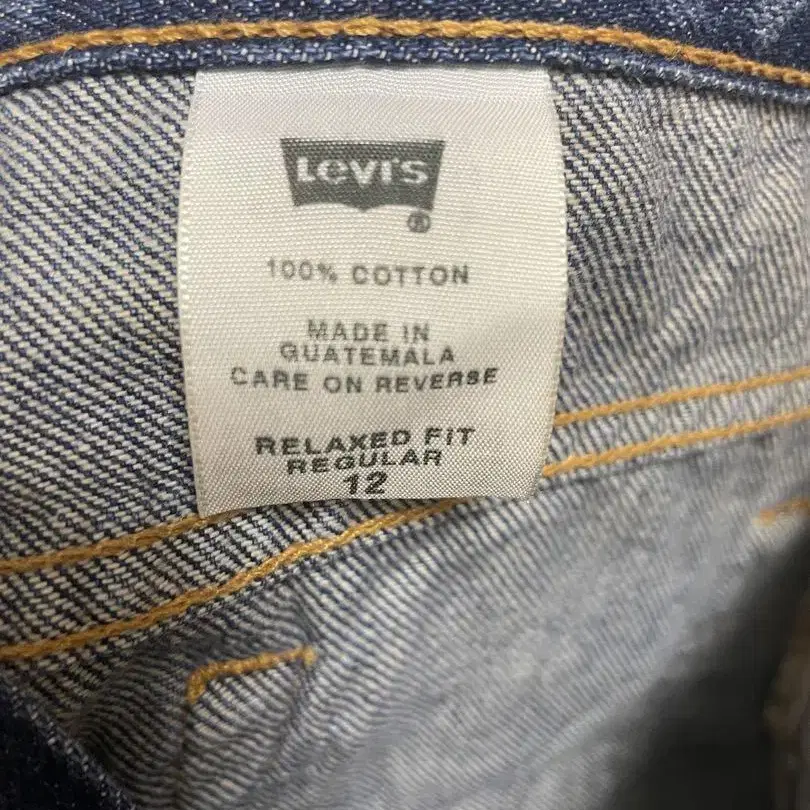 Levi's
®
100% COTTON
MADE IN
GUATEMALA
CARE ON REVERSE
RELAXED FIT
REGULAR
12